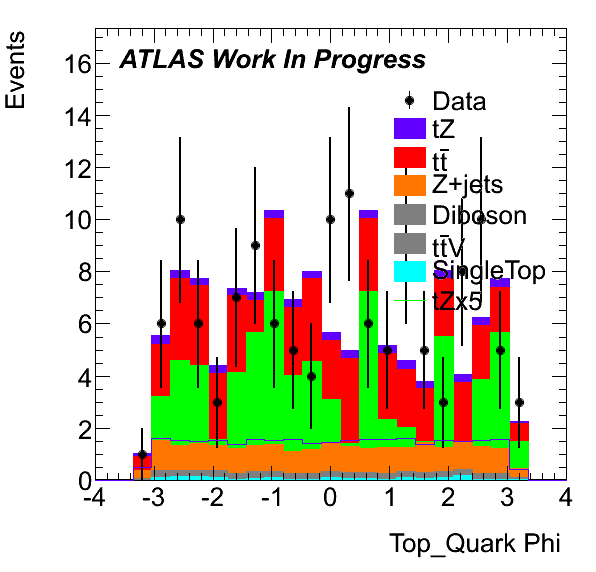 Events
ATLAS Work In Progress
Data
tZ
tt̄
Z+jets
Diboson
tt̄V
SingleTop
tZx5
16
14
12
10
8
6
4
2
0
-4 -3 -2 -1 0 1 2 3 4
Top_Quark Phi